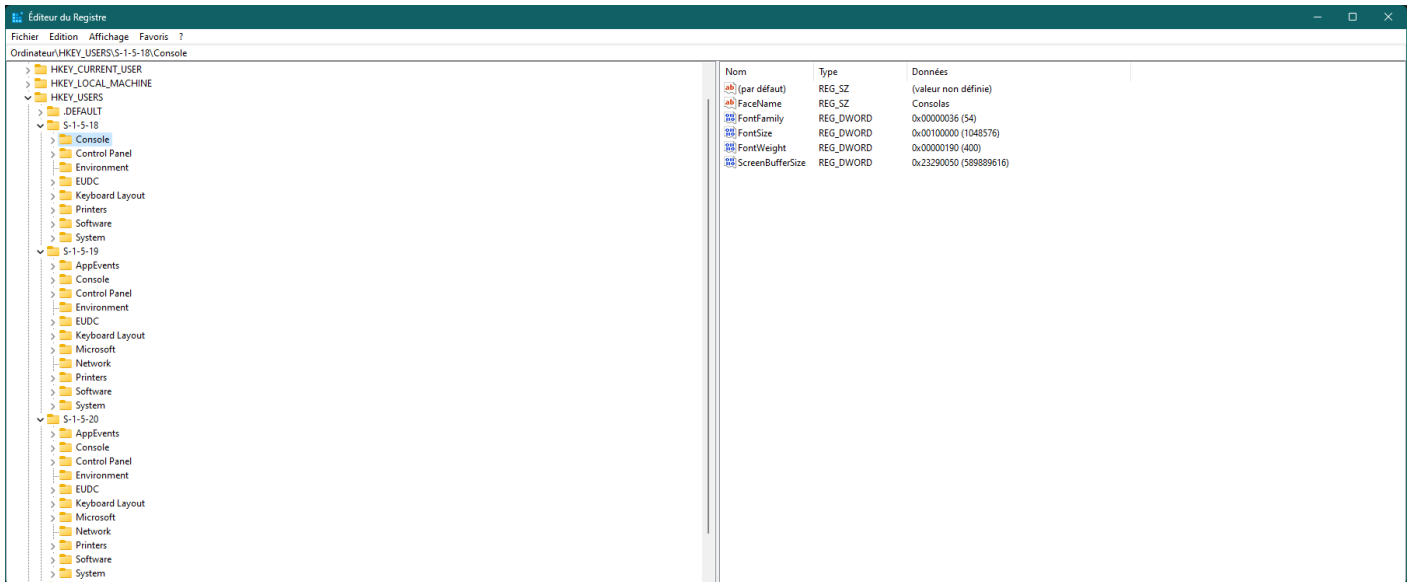 Éditeur du Registre
Fichier Edition Affichage Favoris ?
Ordinateur\HKEY_USERS\S-1-5-18\Console
HKEY_CURRENT_USER
HKEY_LOCAL_MACHINE
HKEY_USERS
.DEFAULT
S-1-5-18
Console
Control Panel
Environment
EUDC
Keyboard Layout
Printers
Software
System
S-1-5-19
AppEvents
Console
Control Panel
Environment
EUDC
Keyboard Layout
Microsoft
Network
Printers
Software
System
S-1-5-20
AppEvents
Console
Control Panel
Environment
EUDC
Keyboard Layout
Microsoft
Network
Printers
Software
System
Nom Type Données
(par défaut) REG_SZ (valeur non définie)
FaceName REG_SZ Consolas
FontFamily REG_DWORD 0x00000036 (54)
FontSize REG_DWORD 0x00100000 (1048576)
FontWeight REG_DWORD 0x00000190 (400)
ScreenBufferSize REG_DWORD 0x23290050 (589889616)